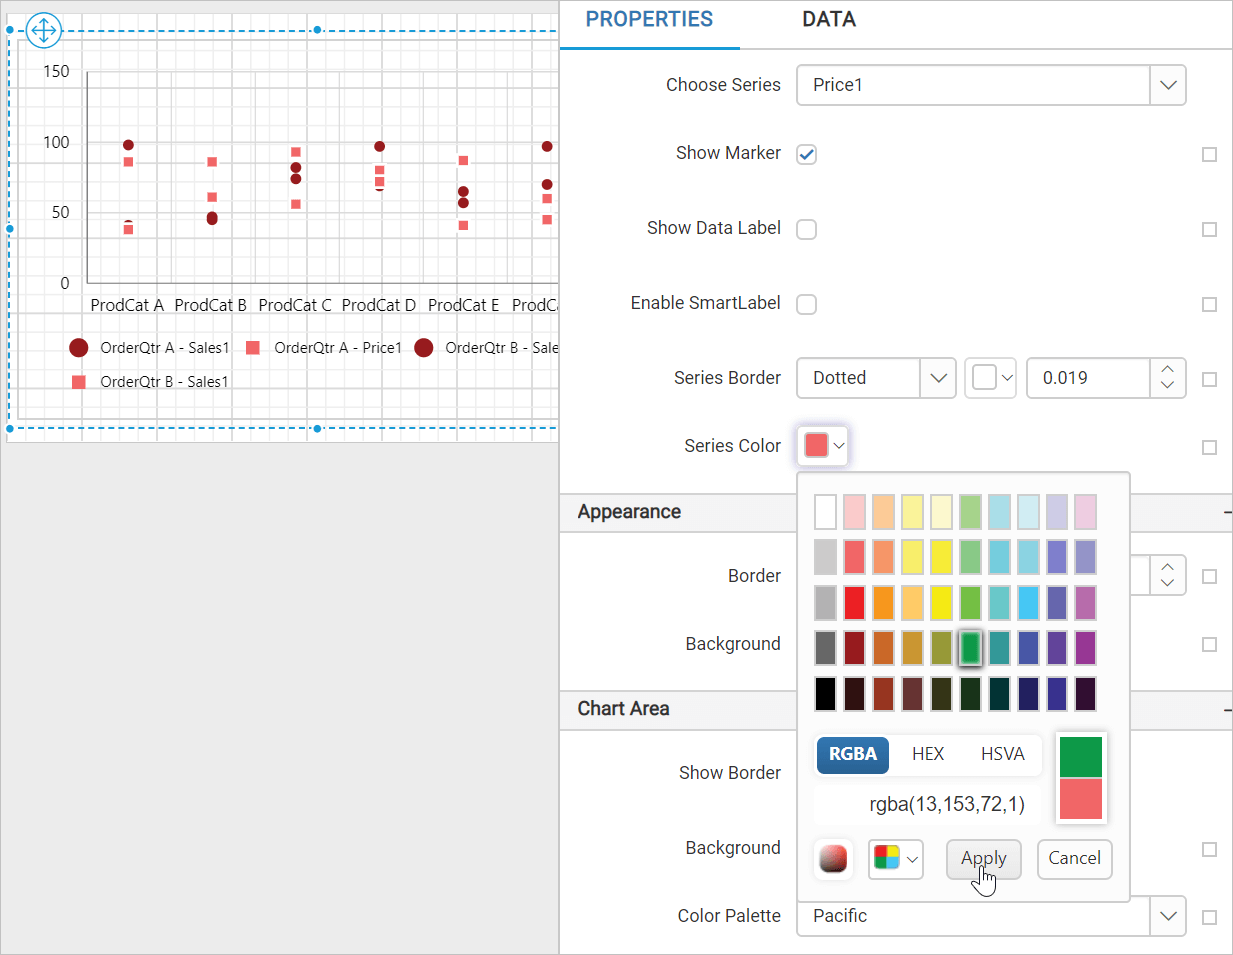 PROPERTIES DATA
Choose Series Price1
Show Marker
Show Data Label
Enable SmartLabel
Series Border Dotted 0.019
Series Color
Appearance
Border
Background
Chart Area
Show Border
Background
Color Palette Pacific
RGBA HEX HSVA
rgba(13,153,72,1)
Apply Cancel
150
100
50
0
ProdCat A ProdCat B ProdCat C ProdCat D ProdCat E ProdCa
OrderQtr A - Sales1 OrderQtr A - Price1 OrderQtr B - Sale
OrderQtr B - Sales1